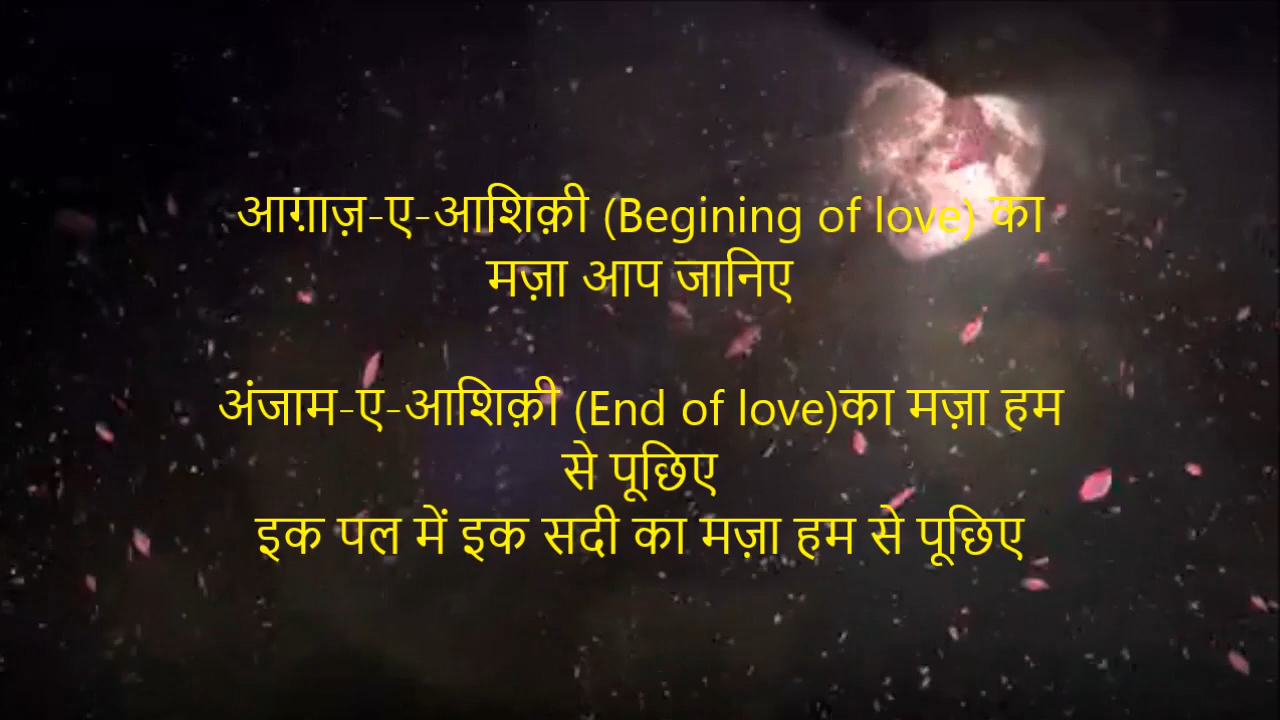 आग़ाज़-ए-आशिक़ी (Begining of love) का
मज़ा आप जानिए
अंजाम-ए-आशिक़ी (End of love)का मज़ा हम
से पूछिए
इक पल में इक सदी का मज़ा हम से पूछिए